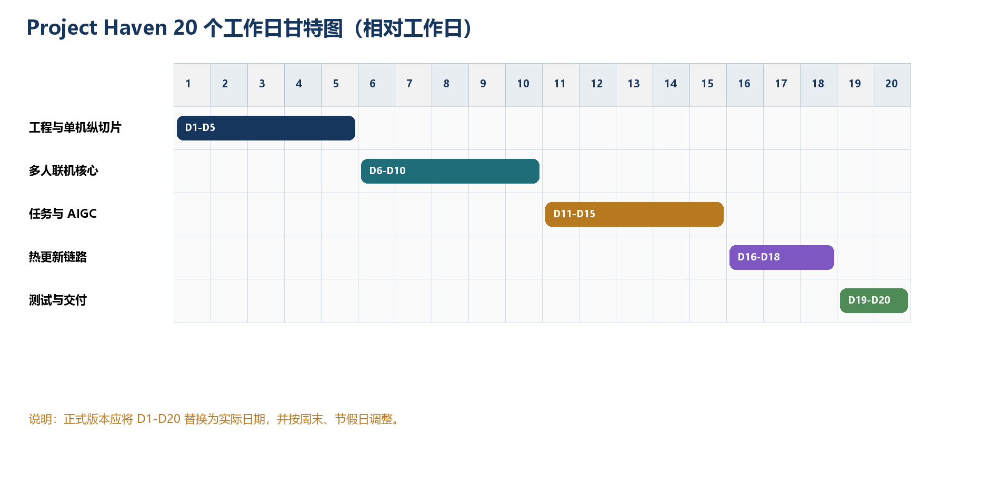 Project Haven 20 个工作日甘特图（相对工作日）
1 2 3 4 5 6 7 8 9 10 11 12 13 14 15 16 17 18 19 20
工程与单机纵切片 D1-D5
多人联机核心 D6-D10
任务与 AIGC D11-D15
热更新链路 D16-D18
测试与交付 D19-D20
说明：正式版本应将 D1-D20 替换为实际日期，并按周末、节假日调整。